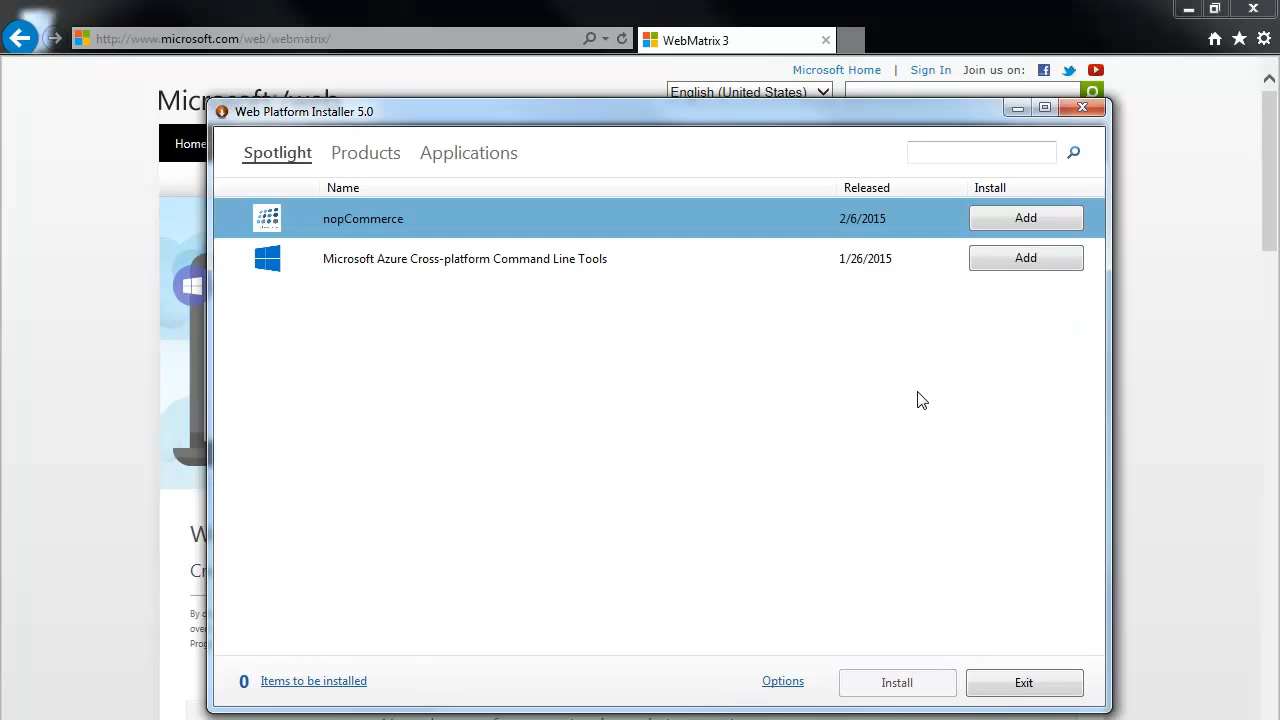 http://www.microsoft.com/web/webmatrix/
WebMatrix 3
Microsoft Home | Sign In Join us on:
English (United States)
Home
Web Platform Installer 5.0
Spotlight Products Applications
Name Released Install
nopCommerce 2/6/2015 Add
Microsoft Azure Cross-platform Command Line Tools 1/26/2015 Add
0 Items to be installed Options Install Exit